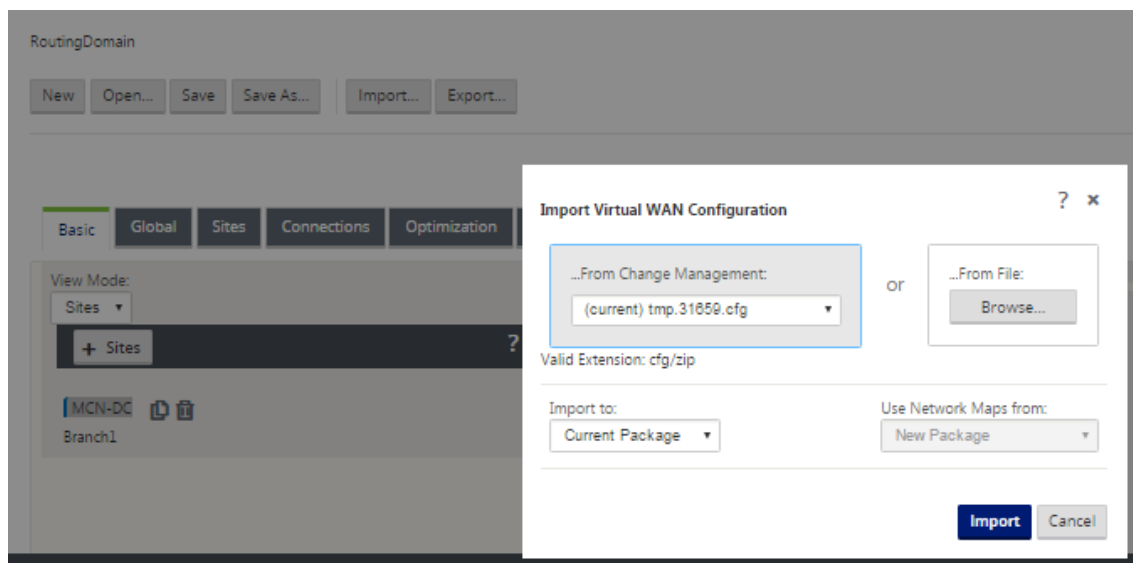 RoutingDomain
New Open... Save Save As... Import... Export...
Basic Global Sites Connections Optimization
View Mode:
Sites
+ Sites ?
MCN-DC
Branch1
Import Virtual WAN Configuration ? ×
...From Change Management:
(current) tmp.31659.cfg
or
...From File:
Browse...
Valid Extension: cfg/zip
Import to:
Current Package
Use Network Maps from:
New Package
Import Cancel